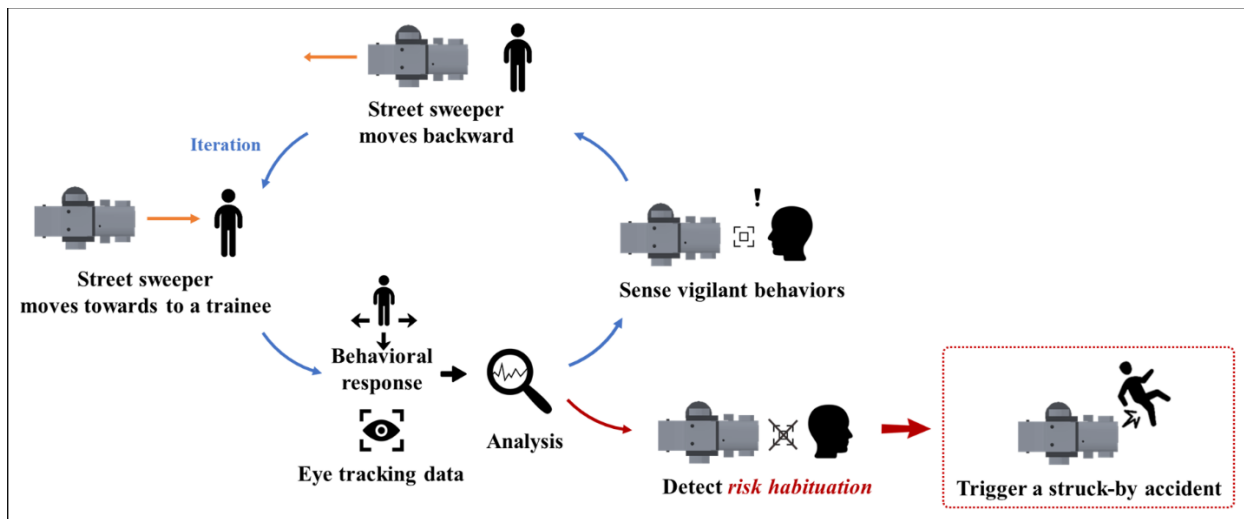 Street sweeper
moves backward
Iteration
Street sweeper
moves towards to a trainee
!
Sense vigilant behaviors
Behavioral
response
Analysis
Eye tracking data
Detect risk habituation
Trigger a struck-by accident